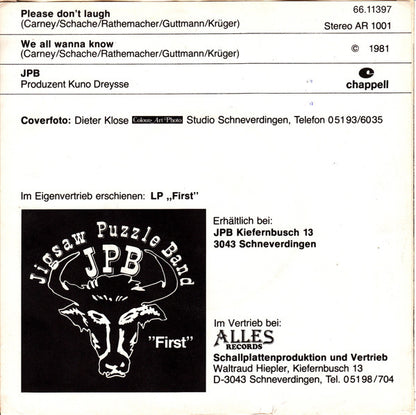 Please don't laugh
(Carney/Schache/Rathemacher/Guttmann/Krüger)
66.11397
Stereo AR 1001
We all wanna know
(Carney/Schache/Rathemacher/Guttmann/Krüger)
℗ 1981
JPB
Produzent Kuno Dreysse
chappell
Coverfoto: Dieter Klose Colour Art Photo Studio Schneverdingen, Telefon 05193/6035
Im Eigenvertrieb erschienen: LP „First"
Jigsaw Puzzle Band
JPB
"First"
Erhältlich bei:
JPB Kiefernbusch 13
3043 Schneverdingen
Im Vertrieb bei:
ALLES
RECORDS
Schallplattenproduktion und Vertrieb
Waltraud Hiepler, Kiefernbusch 13
D-3043 Schneverdingen, Tel. 05198/704